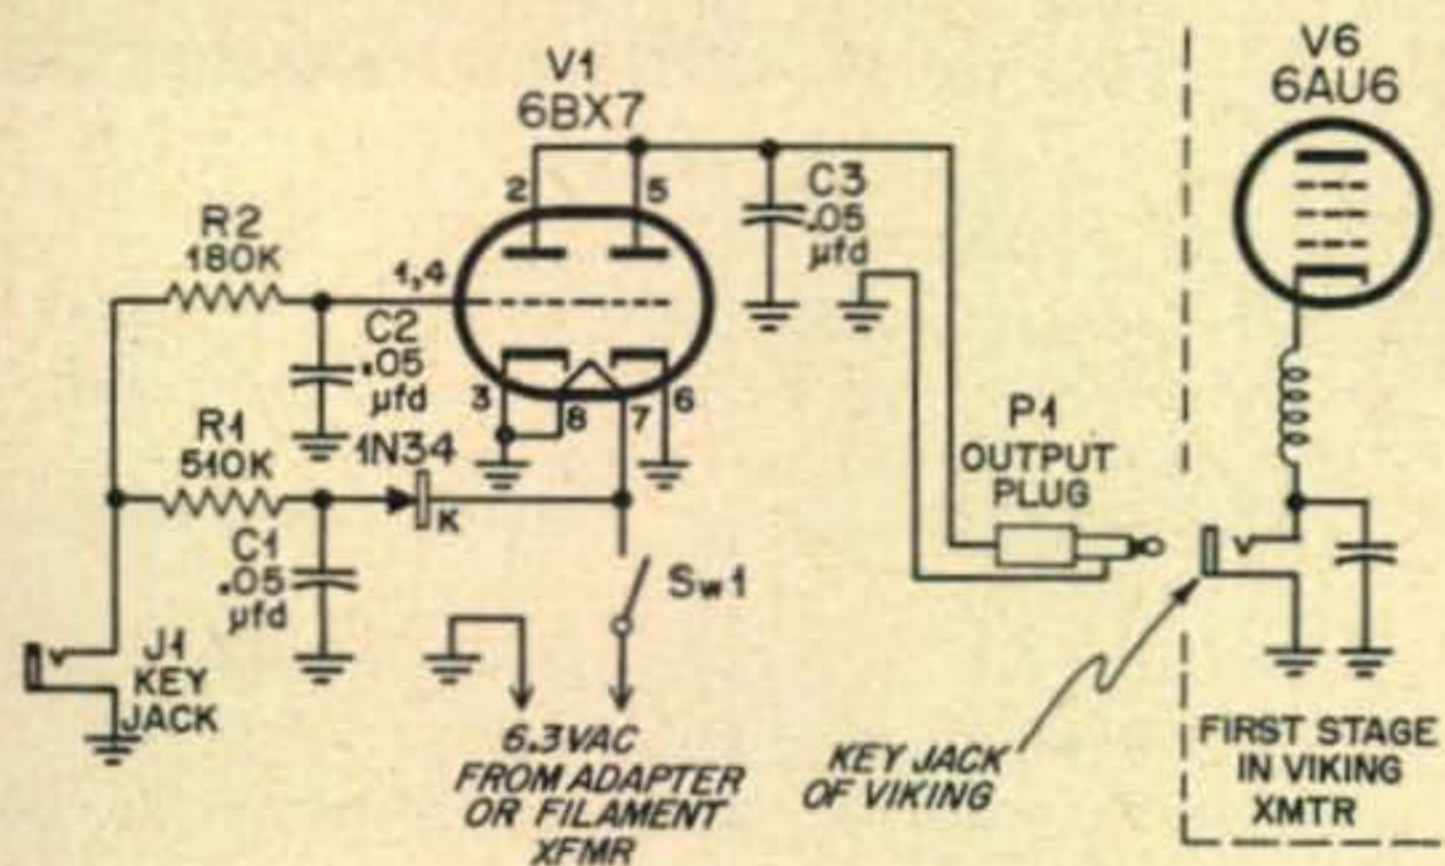 V1
6BX7
V6
6AU6
2
5
R2
180K
1,4
C3
.05
µfd
C2
.05
µfd
3
8
7
6
R1
510K
1N34
K
P1
OUTPUT
PLUG
C1
.05
µfd
Sw1
J1
KEY
JACK
6.3VAC
FROM ADAPTER
OR FILAMENT
XFMR
KEY JACK
OF VIKING
FIRST STAGE
IN VIKING
XMTR